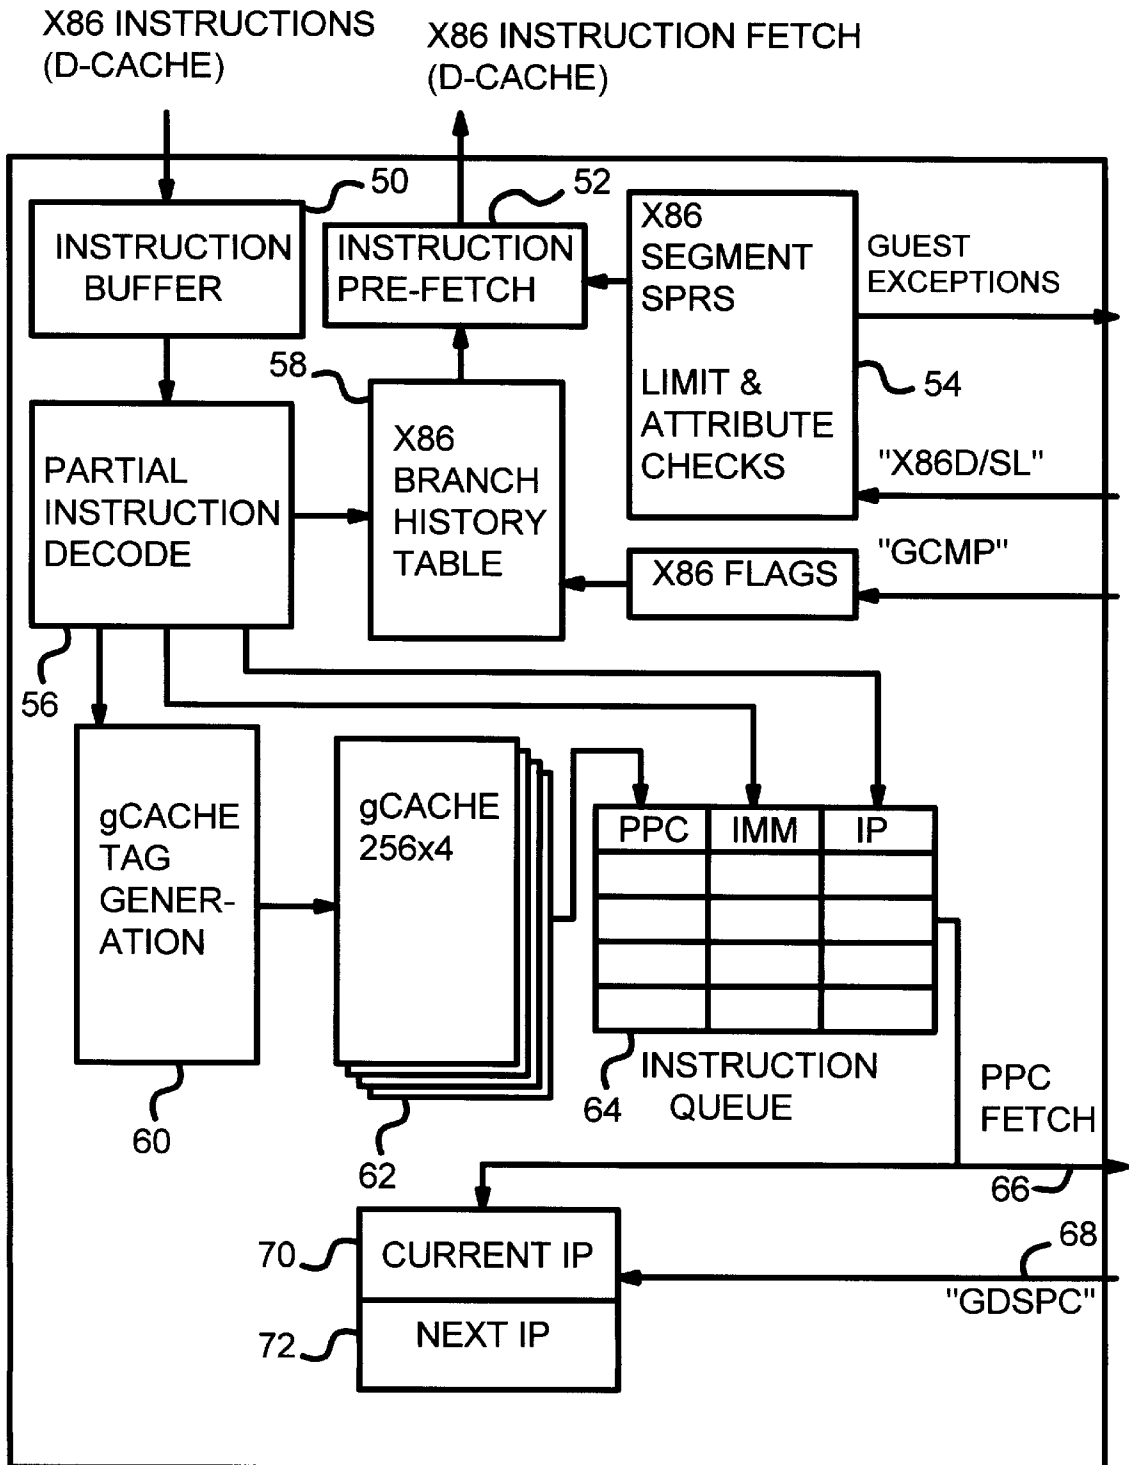 X86 INSTRUCTIONS
(D-CACHE)
X86 INSTRUCTION FETCH
(D-CACHE)
50
52
INSTRUCTION
BUFFER
INSTRUCTION
PRE-FETCH
X86
SEGMENT
SPRS
LIMIT &
ATTRIBUTE
CHECKS
GUEST
EXCEPTIONS
54
58
"X86D/SL"
PARTIAL
INSTRUCTION
DECODE
X86
BRANCH
HISTORY
TABLE
X86 FLAGS
"GCMP"
56
gCACHE
TAG
GENER-
ATION
gCACHE
256x4
PPC IMM IP
60
62
64
INSTRUCTION
QUEUE
PPC
FETCH
66
70
CURRENT IP
68
"GDSPC"
72
NEXT IP